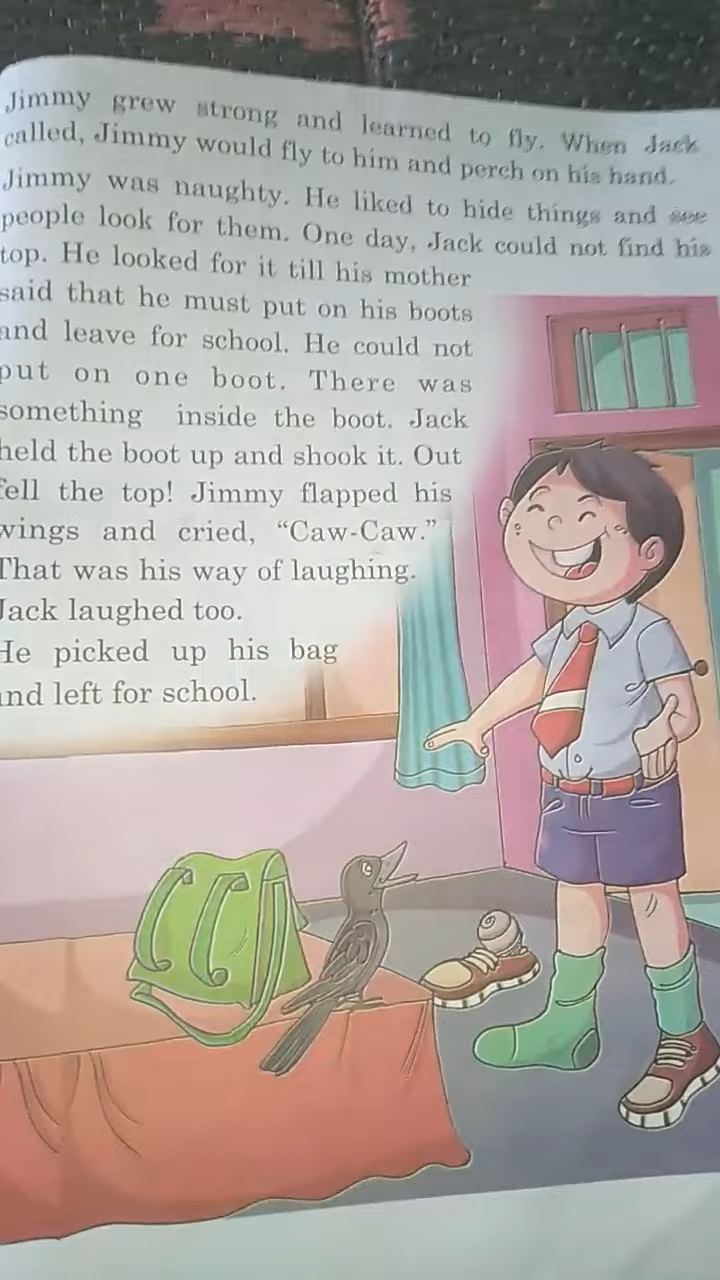 Jimmy grew strong and learned to fly. When Jack
called, Jimmy would fly to him and perch on his hand.
Jimmy was naughty. He liked to hide things and see
people look for them. One day, Jack could not find his
top. He looked for it till his mother
said that he must put on his boots
and leave for school. He could not
put on one boot. There was
something inside the boot. Jack
held the boot up and shook it. Out
fell the top! Jimmy flapped his
wings and cried, “Caw-Caw.”
That was his way of laughing.
Jack laughed too.
He picked up his bag
and left for school.